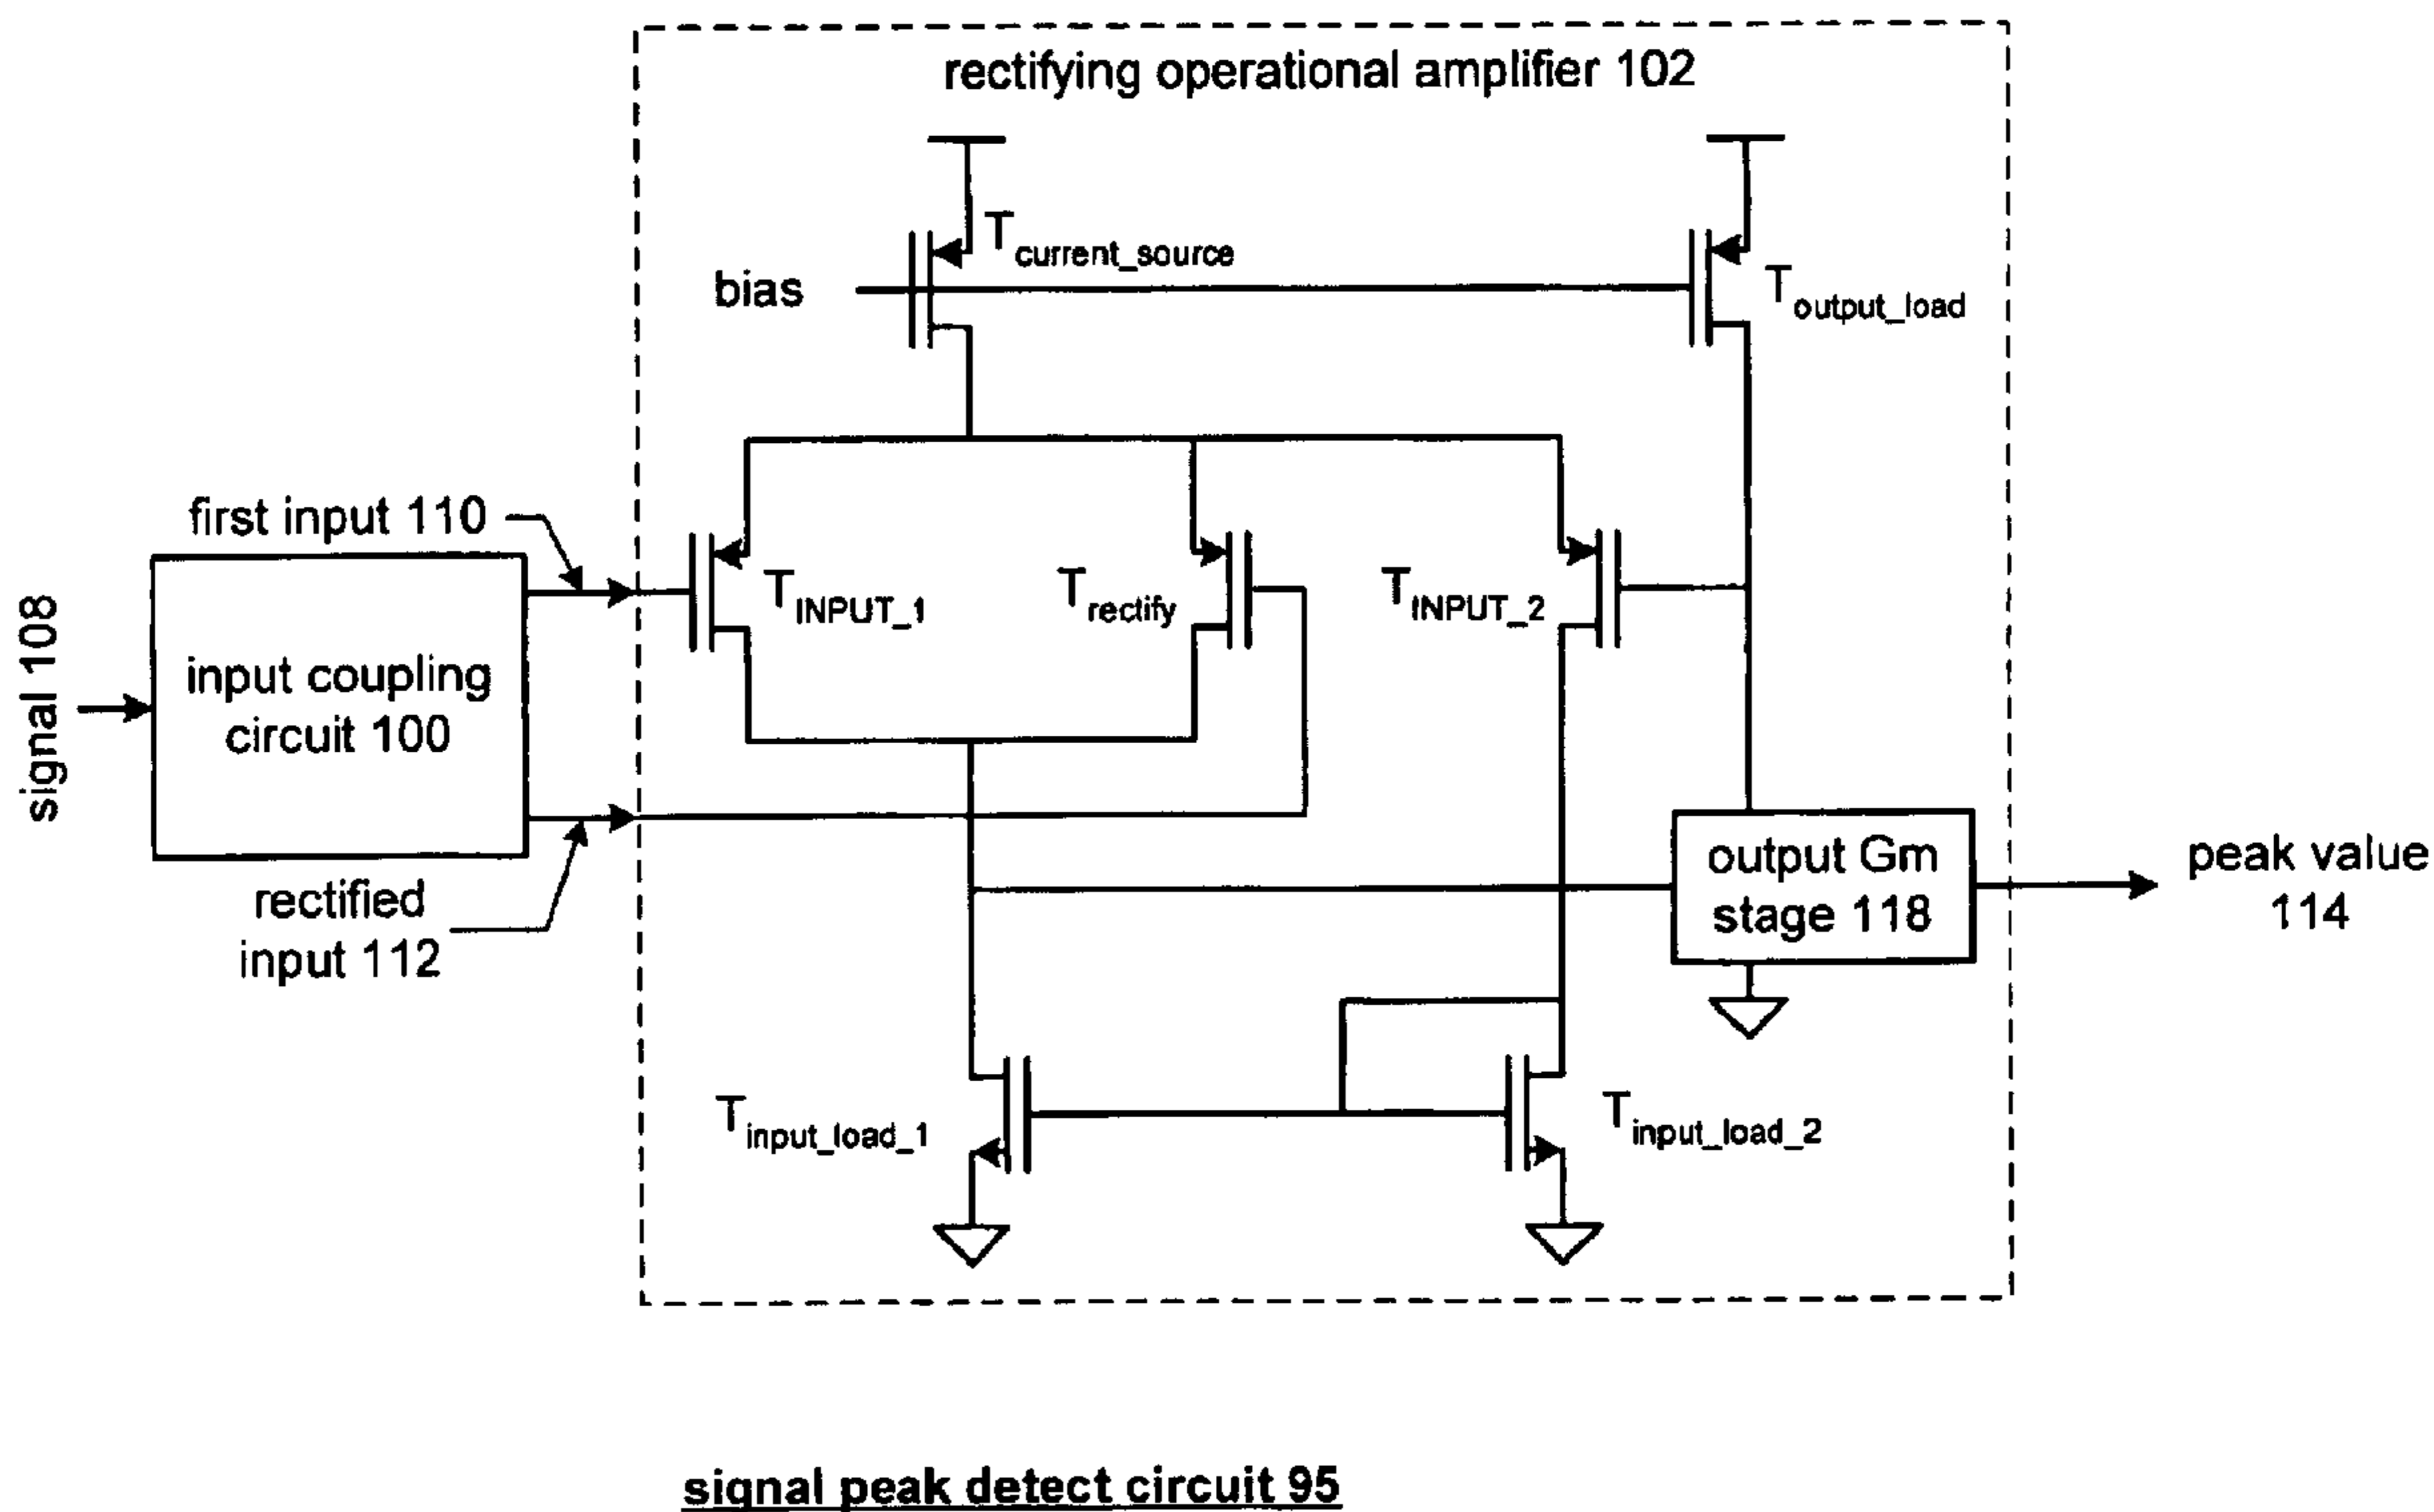 rectifying operational amplifier 102
T current_source
bias
T output_load
first input 110
signal 108
input coupling
circuit 100
T INPUT_1
T rectify
T INPUT_2
rectified
input 112
output Gm
stage 118
peak value
114
T input_load_1
T input_load_2
signal peak detect circuit 95